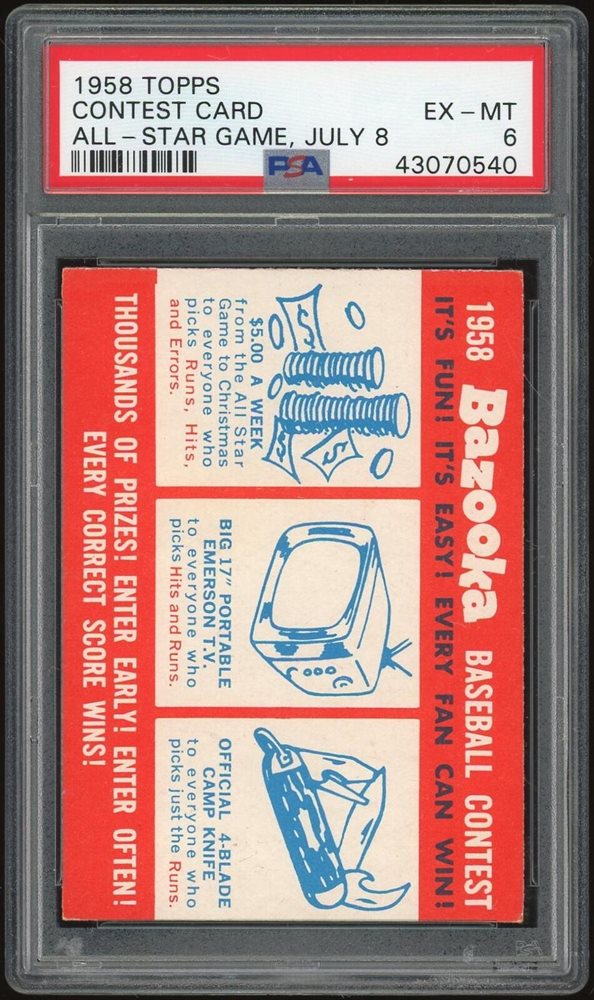 1958 TOPPS
CONTEST CARD EX - MT
ALL - STAR GAME, JULY 8 6
PSA 43070540
1958 Bazooka BASEBALL CONTEST
IT'S FUN! IT'S EASY! EVERY FAN CAN WIN!
$5.00 A WEEK
from the All Star
Game to Christmas
to everyone who
picks Runs, Hits,
and Errors.
BIG 17" PORTABLE
EMERSON T.V.
to everyone who
picks Hits and Runs.
OFFICIAL 4-BLADE
CAMP KNIFE
to everyone who
picks just the Runs.
THOUSANDS OF PRIZES! ENTER EARLY! ENTER OFTEN!
EVERY CORRECT SCORE WINS!